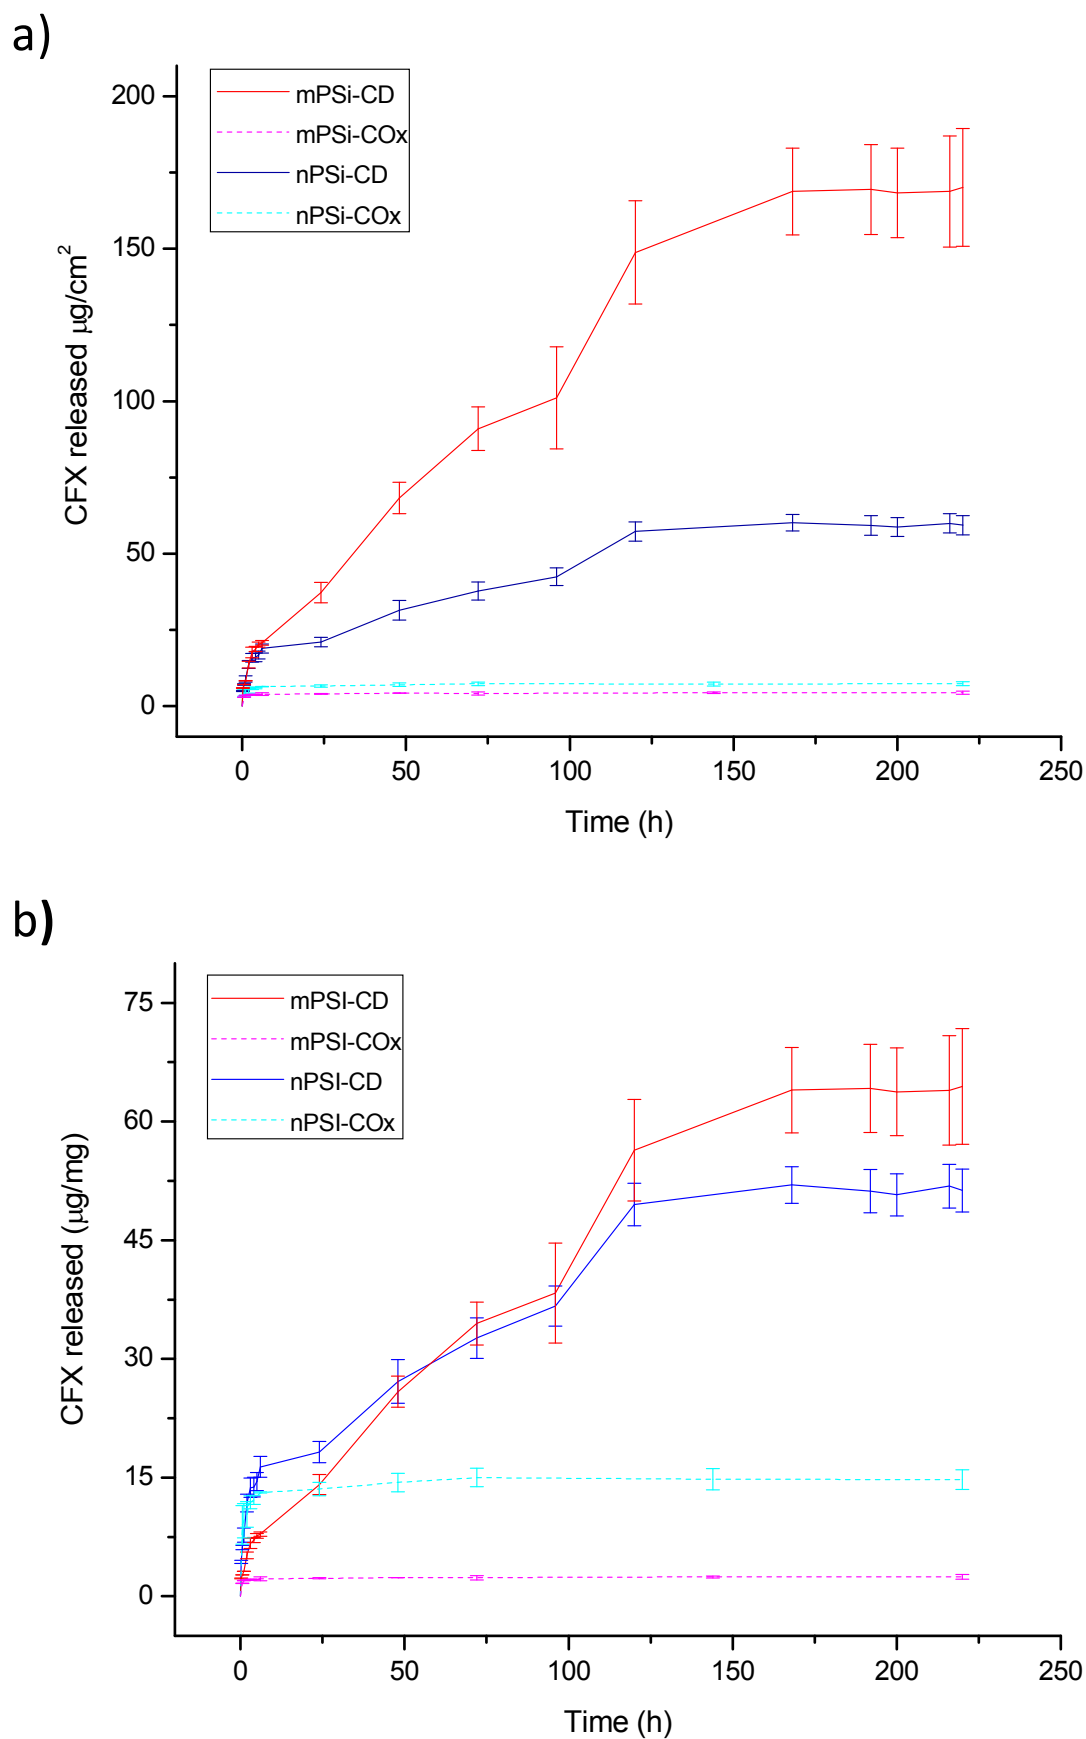 a)
mPSi-CD
mPSi-COx
nPSi-CD
nPSi-COx
200
150
100
50
0
CFX released μg/cm²
0 50 100 150 200 250
Time (h)
b)
mPSI-CD
mPSI-COx
nPSI-CD
nPSI-COx
75
60
45
30
15
0
CFX released (μg/mg)
0 50 100 150 200 250
Time (h)